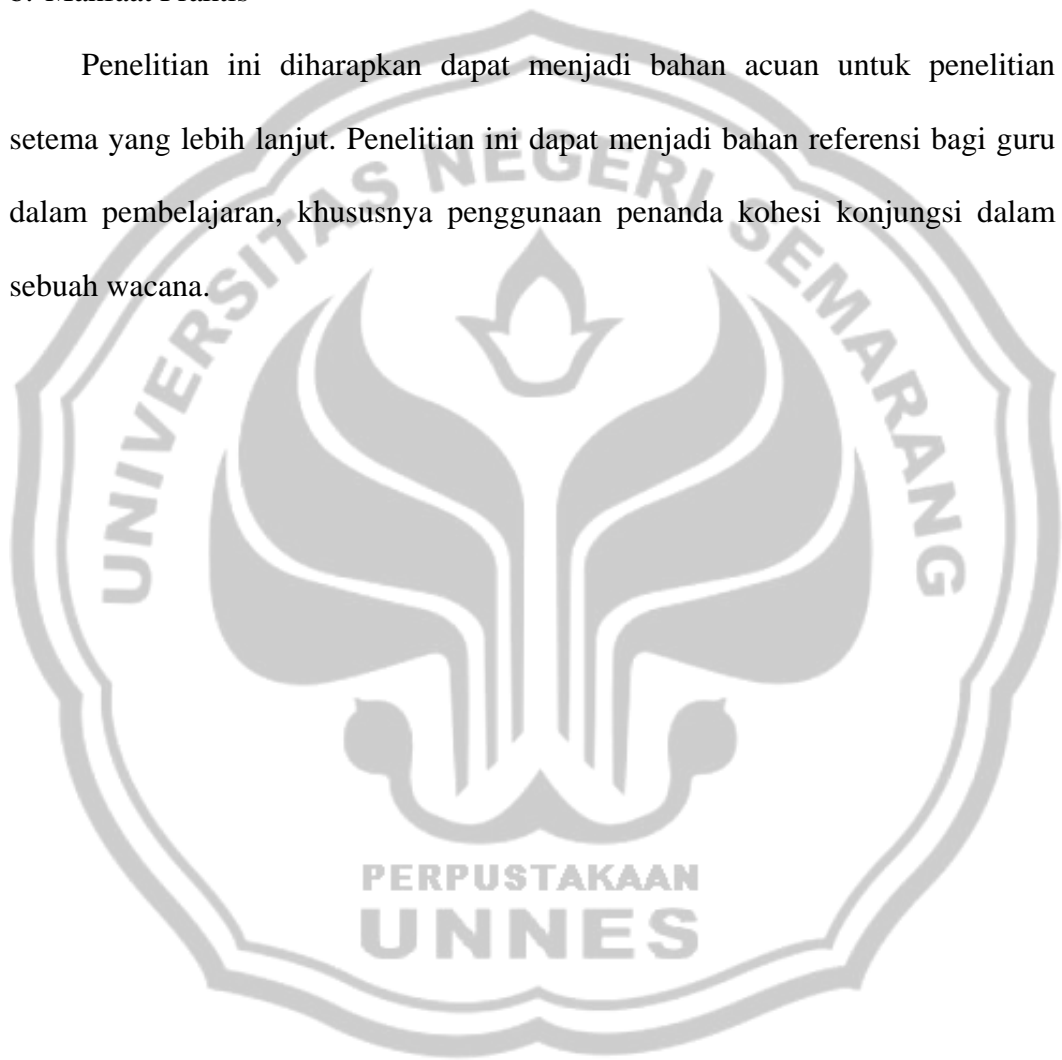 Penelitian ini diharapkan dapat menjadi bahan acuan untuk penelitian
setema yang lebih lanjut. Penelitian ini dapat menjadi bahan referensi bagi guru
dalam pembelajaran, khususnya penggunaan penanda kohesi konjungsi dalam
sebuah wacana.
UNIVERSITAS NEGERI SEMARANG
PERPUSTAKAAN
UNNES